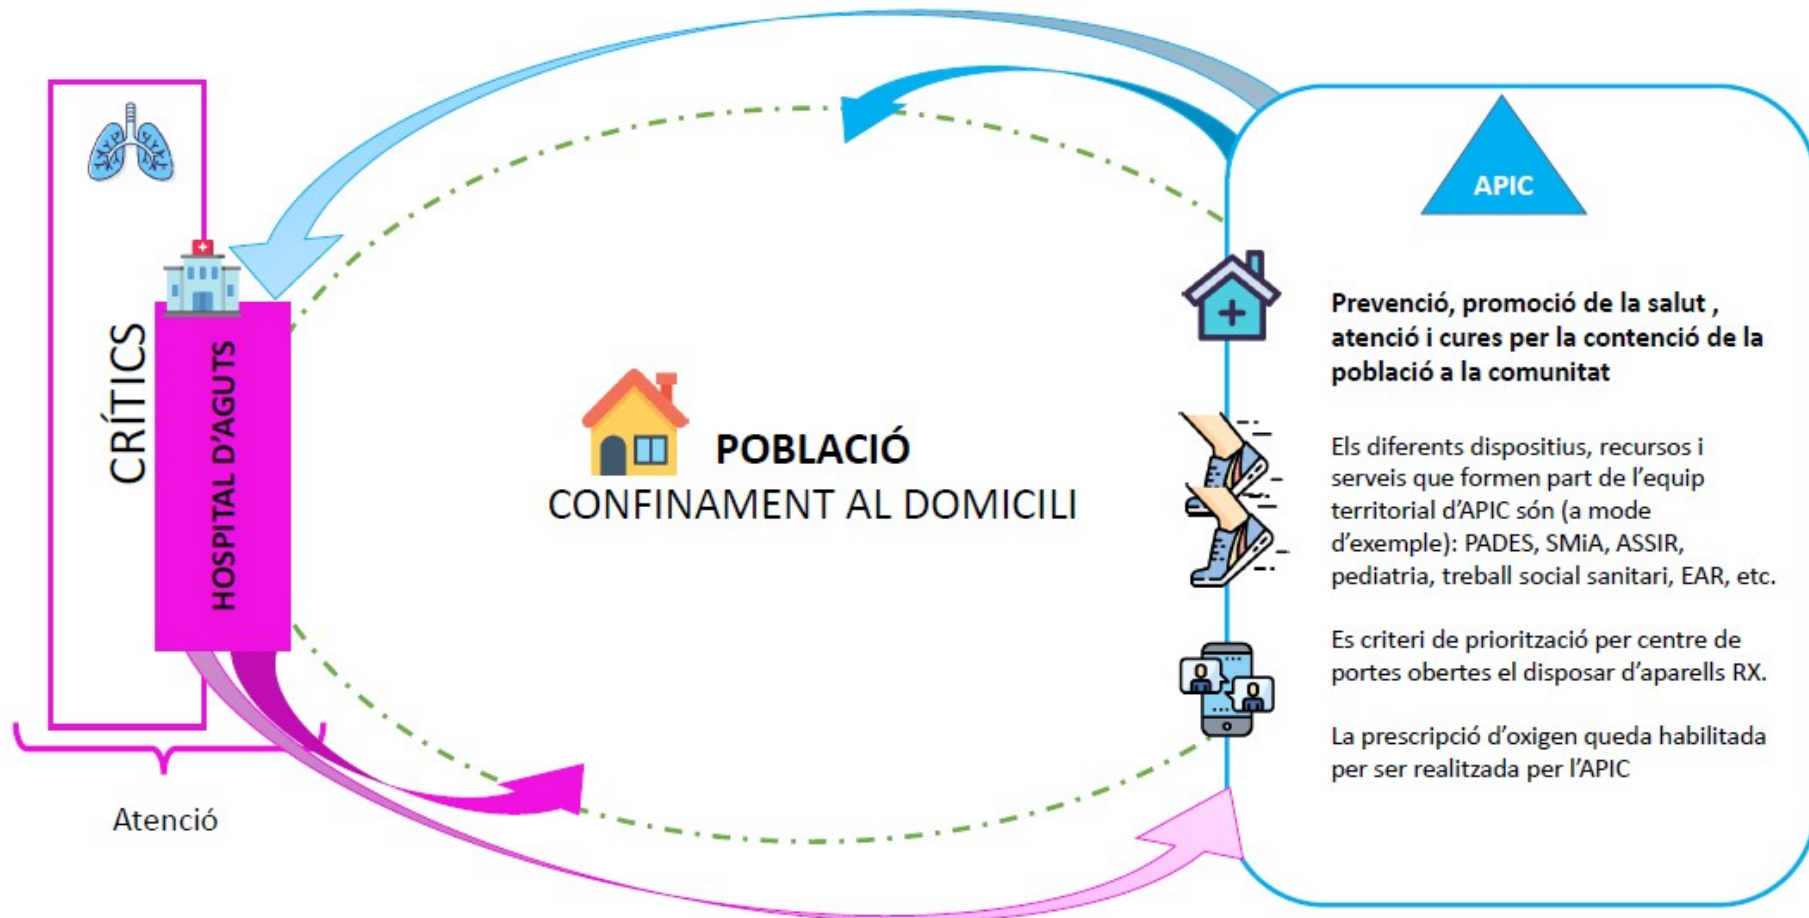 CRÍTICS
HOSPITAL D'AGUTS
Atenció
POBLACIÓ
CONFINAMENT AL DOMICILI
APIC
Prevenció, promoció de la salut ,
atenció i cures per la contenció de la
població a la comunitat
Els diferents dispositius, recursos i
serveis que formen part de l'equip
territorial d'APIC són (a mode
d'exemple): PADES, SMiA, ASSIR,
pediatria, treball social sanitari, EAR, etc.
Es criteri de priorització per centre de
portes obertes el disposar d'aparells RX.
La prescripció d'oxigen queda habilitada
per ser realitzada per l'APIC